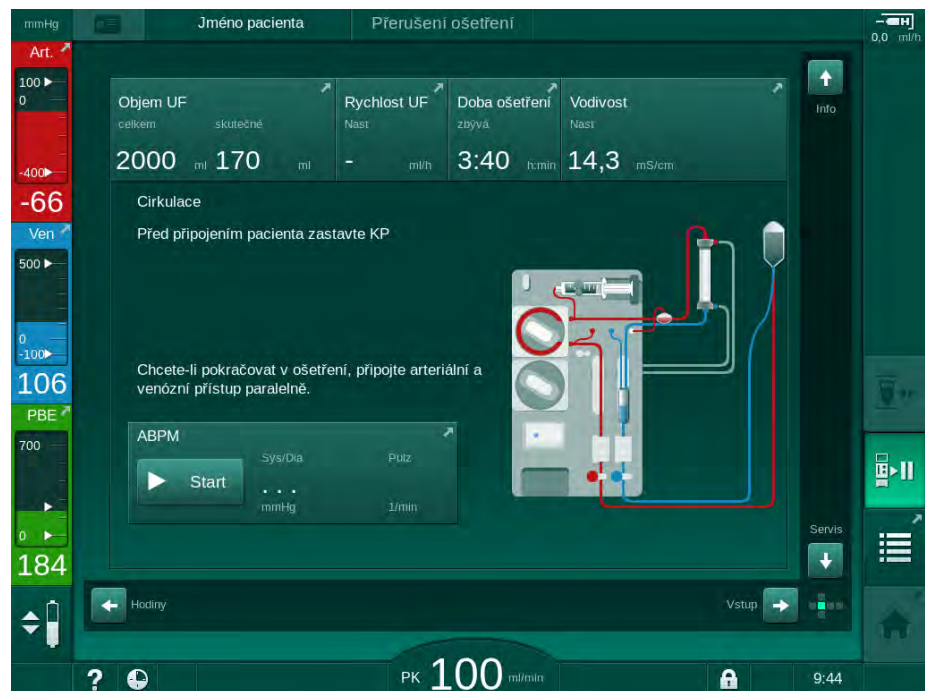 mmHg
Jméno pacienta
Přerušení ošetření
0,0 ml/h
Art.
100
0
-400
-66
Ven
500
0
-100
106
PBE
700
0
184
Objem UF
celkem
skutečné
2000 ml 170 ml
Rychlost UF
Nast
- ml/h
Doba ošetření
zbývá
3:40 h:min
Vodivost
Nast
14,3 mS/cm
Info
Cirkulace
Před připojením pacienta zastavte KP
Chcete-li pokračovat v ošetření, připojte arteriální a
venózní přístup paralelně.
ABPM
Sys/Dia
Pulz
Start
. . .
mmHg
1/min
Servis
Hodiny
Vstup
?
PK 100 ml/min
9:44